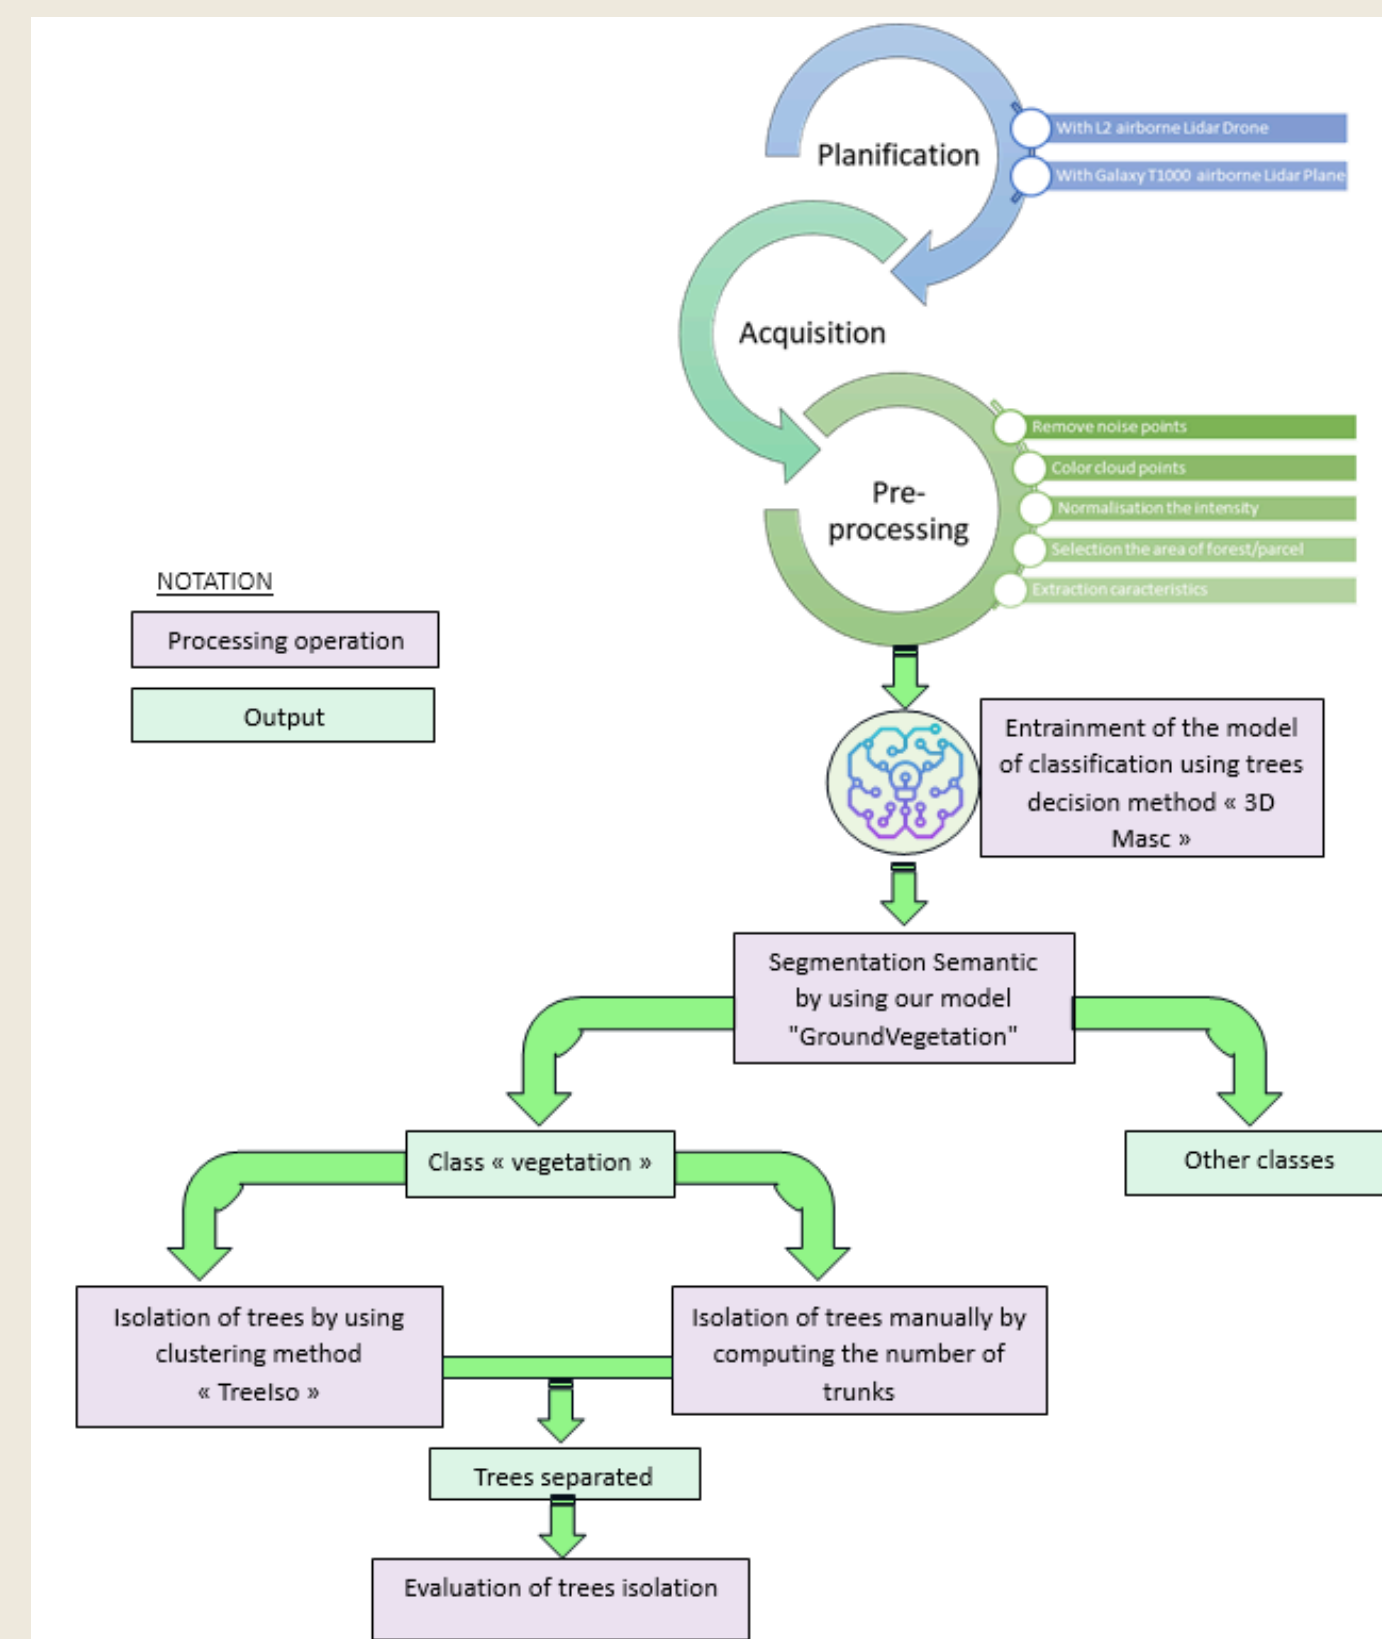 Planification
With L2 airborne Lidar Drone
With Galaxy T1000 airborne Lidar Plane
Acquisition
Pre-
processing
Remove noise points
Color cloud points
Normalisation the intensity
Selection the area of forest/parcel
Extraction caracteristics
NOTATION
Processing operation
Output
Entrainment of the model
of classification using trees
decision method « 3D
Masc »
Segmentation Semantic
by using our model
"GroundVegetation"
Class « vegetation »
Other classes
Isolation of trees by using
clustering method
« TreeIso »
Isolation of trees manually by
computing the number of
trunks
Trees separated
Evaluation of trees isolation